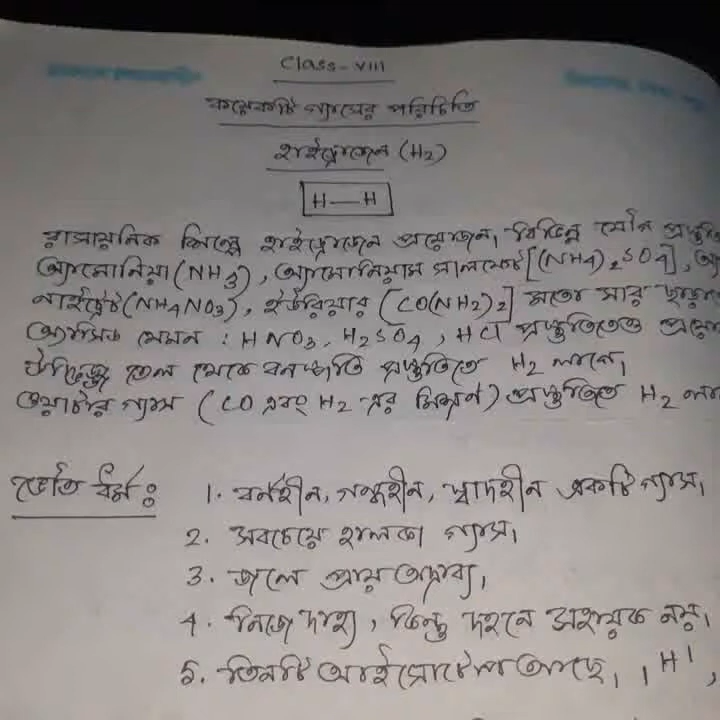 Class-VIII
কয়েকটি গ্যাসের পরিচিতি
হাইড্রোজেন (H₂)
H—H
রাসায়নিক শিল্পে হাইড্রোজেন প্রয়োজন। বিভিন্ন যৌগ
অ্যামোনিয়া (NH₃), অ্যামোনিয়াম সালফেট [(NH₄)₂SO₄],
নাইট্রেট (NH₄NO₃), ইউরিয়ার [CO(NH₂)₂] মতো সার ছাড়া
অ্যাসিড যেমন : HNO₃, H₂SO₄, HCl প্রস্তুতিতেও
উদ্ভিজ্জ তেল থেকে বনস্পতি প্রস্তুতিতে H₂ লাগে।
ওয়াটার গ্যাস (CO এবং H₂ এর মিশ্রণ) প্রস্তুতিতে H₂
ভৌত ধর্ম :
1. বর্ণহীন, গন্ধহীন, স্বাদহীন একটি গ্যাস।
2. সবচেয়ে হালকা গ্যাস।
3. জলে প্রায় অদ্রাব্য।
4. নিজে দাহ্য, কিন্তু দহনে সহায়ক নয়।
5. তিনটি আইসোটোপ আছে। ₁H¹,